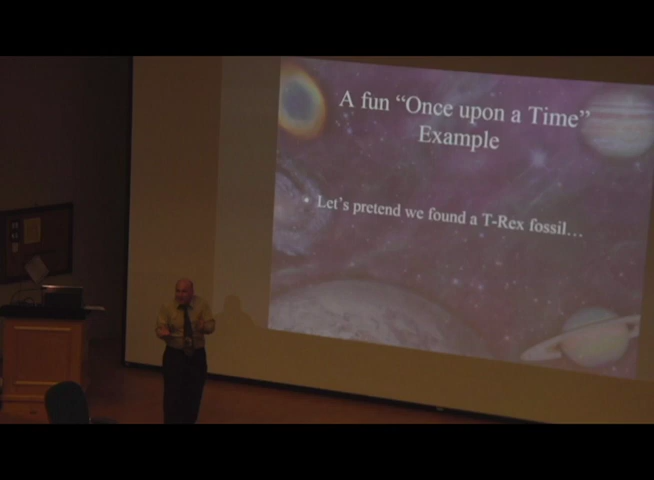 A fun “Once upon a Time”
Example
• Let’s pretend we found a T-Rex fossil…